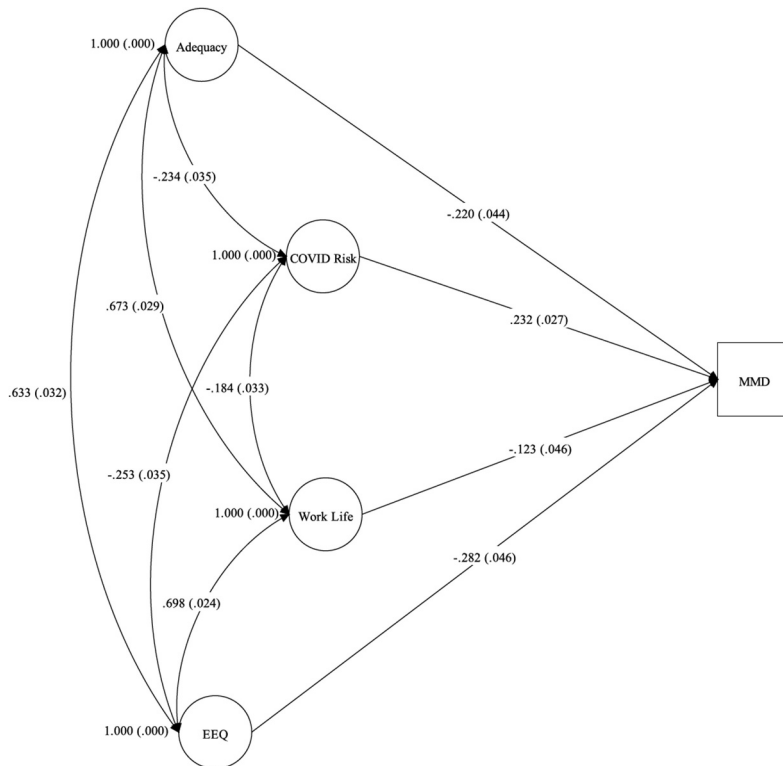 1.000 (.000)
Adequacy
-.234 (.035)
-.220 (.044)
1.000 (.000)
COVID Risk
.673 (.029)
.232 (.027)
.633 (.032)
-.184 (.033)
MMD
-.253 (.035)
-.123 (.046)
1.000 (.000)
Work Life
-.282 (.046)
.698 (.024)
1.000 (.000)
EEQ